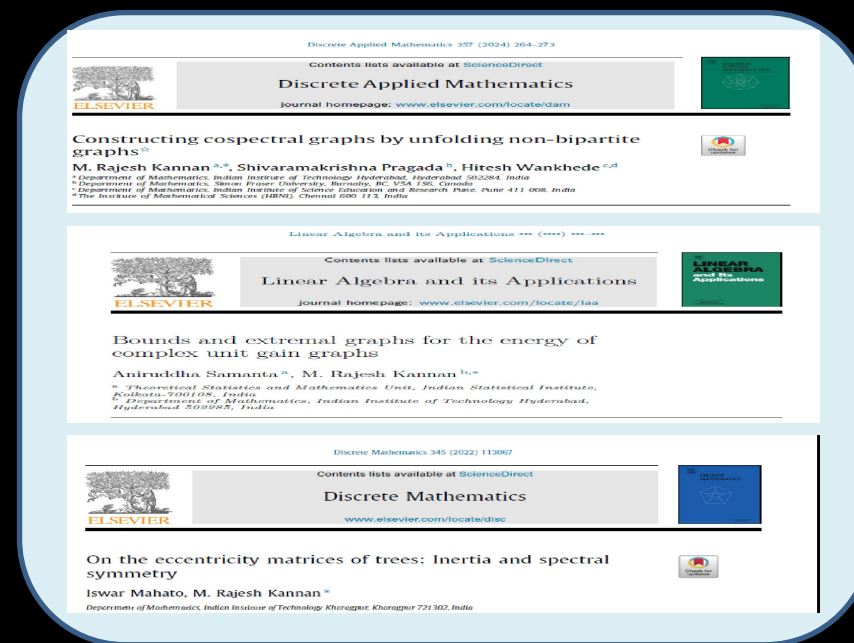 Discrete Applied Mathematics 357 (2024) 264–273
Contents lists available at ScienceDirect
Discrete Applied Mathematics
journal homepage: www.elsevier.com/locate/dam
ELSEVIER
Constructing cospectral graphs by unfolding non-bipartite
graphs☆
Check for
updates
M. Rajesh Kannan a,*, Shivaramakrishna Pragada b, Hitesh Wankhede c,d
a Department of Mathematics, Indian Institute of Technology Hyderabad, Hyderabad 502284, India
b Department of Mathematics, Simon Fraser University, Burnaby, BC, V5A 1S6, Canada
c Department of Mathematics, Indian Institute of Science Education and Research Pune, Pune 411 008, India
d The Institute of Mathematical Sciences (HBNI), Chennai 600 113, India
Linear Algebra and its Applications ••• (••••) •••–•••
Contents lists available at ScienceDirect
Linear Algebra and its Applications
journal homepage: www.elsevier.com/locate/laa
ELSEVIER
LINEAR
ALGEBRA
and Its
Applications
Bounds and extremal graphs for the energy of
complex unit gain graphs
Aniruddha Samanta a, M. Rajesh Kannan b,*
a Theoretical Statistics and Mathematics Unit, Indian Statistical Institute,
Kolkata-700108, India
b Department of Mathematics, Indian Institute of Technology Hyderabad,
Hyderabad 502285, India
Discrete Mathematics 345 (2022) 113067
Contents lists available at ScienceDirect
Discrete Mathematics
www.elsevier.com/locate/disc
ELSEVIER
DISCRETE
MATHEMATICS
On the eccentricity matrices of trees: Inertia and spectral
symmetry
Check for
updates
Iswar Mahato, M. Rajesh Kannan *
Department of Mathematics, Indian Institute of Technology Kharagpur, Kharagpur 721302, India